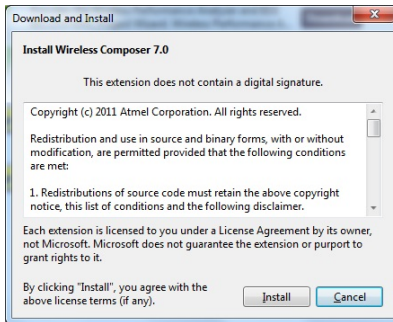 Download and Install
Install Wireless Composer 7.0
This extension does not contain a digital signature.
Copyright (c) 2011 Atmel Corporation. All rights reserved.
Redistribution and use in source and binary forms, with or without
modification, are permitted provided that the following conditions
are met:
1. Redistributions of source code must retain the above copyright
notice, this list of conditions and the following disclaimer.
Each extension is licensed to you under a License Agreement by its owner,
not Microsoft. Microsoft does not guarantee the extension or purport to
grant rights to it.
By clicking "Install", you agree with the
above license terms (if any).
Install
Cancel